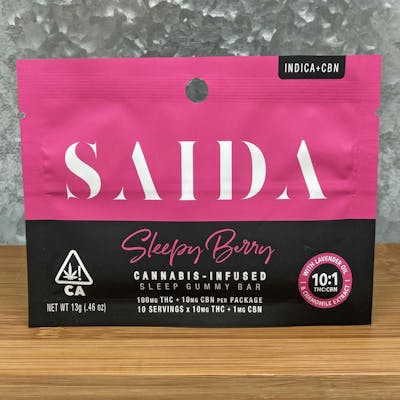 INDICA+CBN
SAIDA
Sleepy Berry
CANNABIS-INFUSED
SLEEP GUMMY BAR
100MG THC + 10MG CBN PER PACKAGE
10 SERVINGS x 10MG THC + 1MG CBN
!
CA
NET WT 13g (.46 oz)
WITH LAVENDER OIL
10:1
THC:CBN
& CHAMOMILE EXTRACT